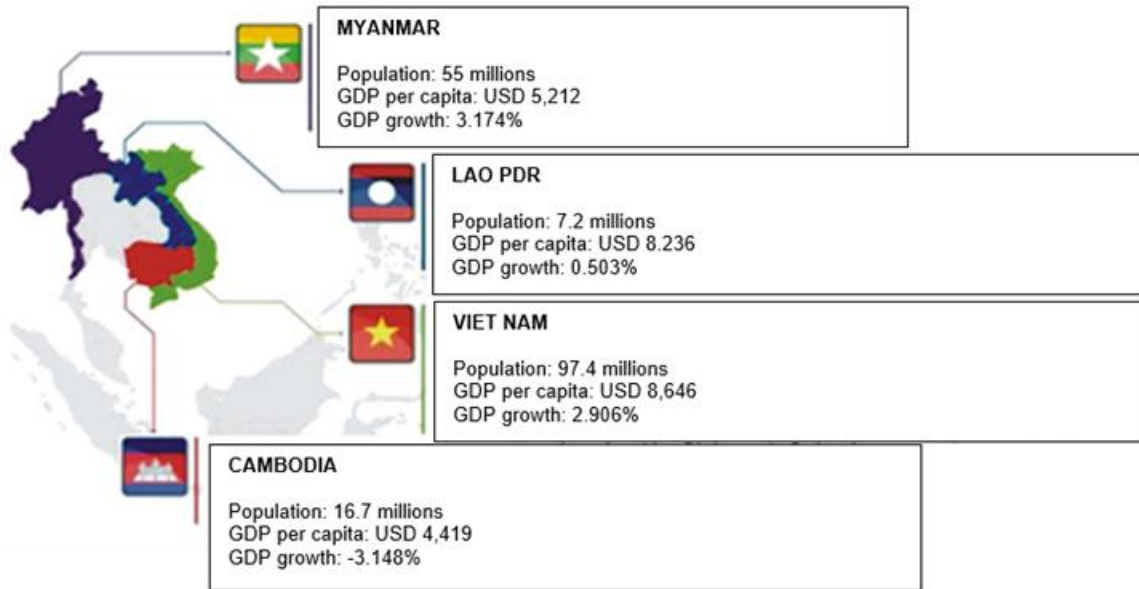 MYANMAR
Population: 55 millions
GDP per capita: USD 5,212
GDP growth: 3.174%
LAO PDR
Population: 7.2 millions
GDP per capita: USD 8.236
GDP growth: 0.503%
VIET NAM
Population: 97.4 millions
GDP per capita: USD 8,646
GDP growth: 2.906%
CAMBODIA
Population: 16.7 millions
GDP per capita: USD 4,419
GDP growth: -3.148%